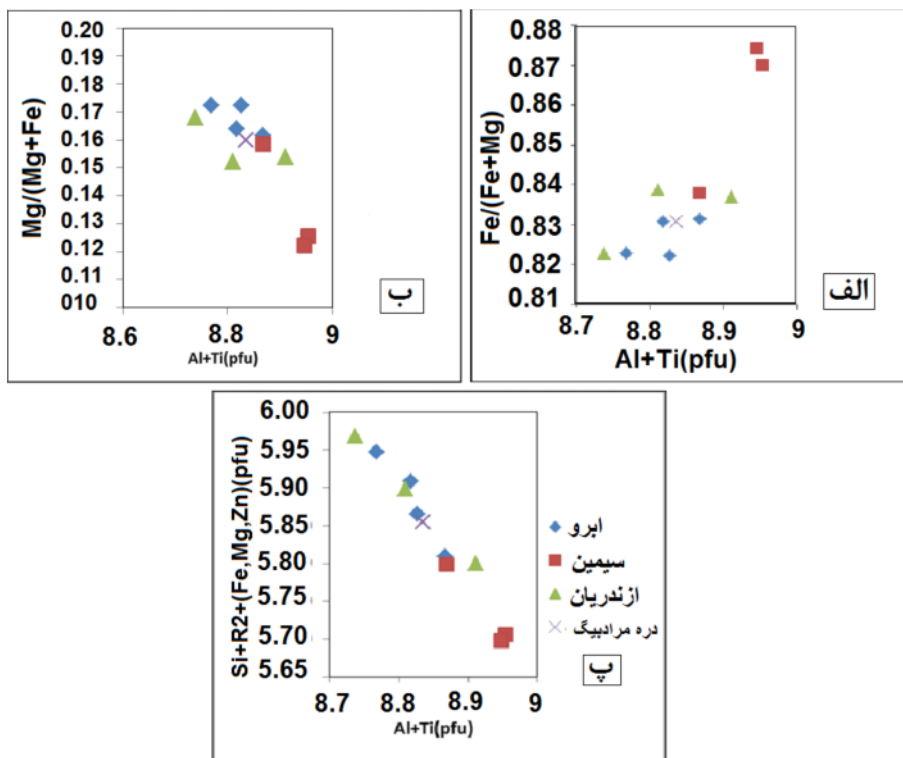 0.20
0.19
0.18
0.17
0.16
0.15
0.14
0.13
0.12
0.11
010
Mg/(Mg+Fe)
8.6
8.8
9
Al+Ti(pfu)
ب
0.88
0.87
0.86
0.85
0.84
0.83
0.82
0.81
Fe/(Fe+Mg)
8.7
8.8
8.9
9
Al+Ti(pfu)
الف
6.00
5.95
5.90
5.85
5.80
5.75
5.70
5.65
Si+R2+(Fe,Mg,Zn)(pfu)
8.7
8.8
8.9
9
Al+Ti(pfu)
ابرو
سیمین
ازندریان
دره مرادبیگ
پ